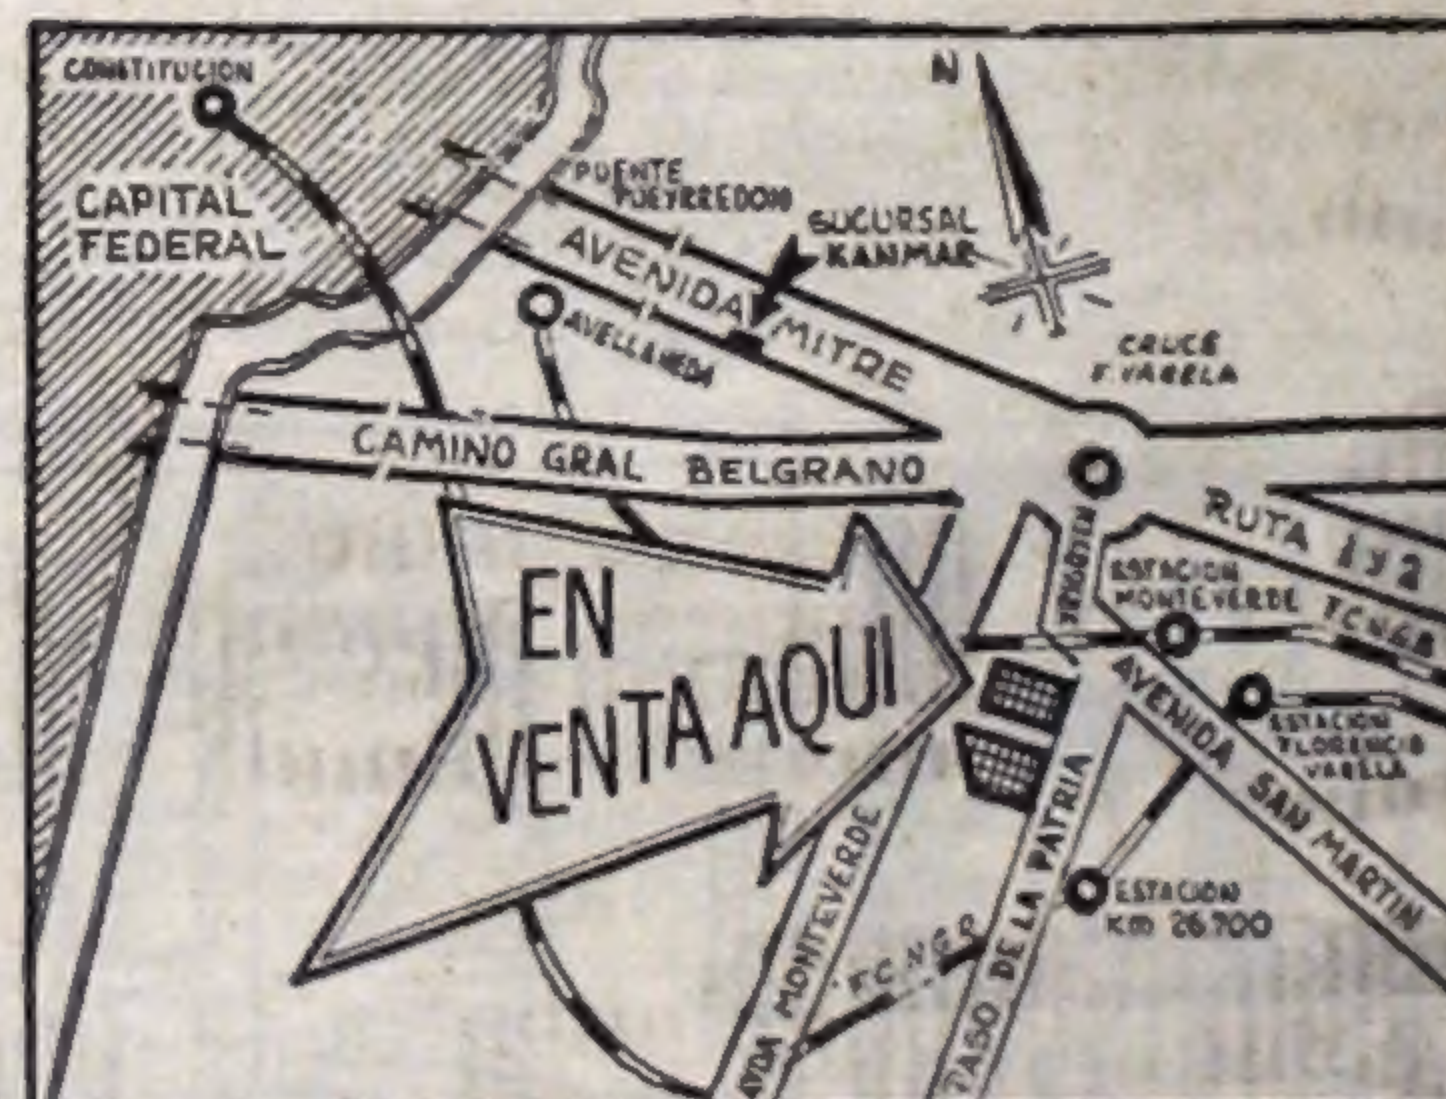 CONSTITUCION
N
CAPITAL
FEDERAL
PUENTE
PUEYRREDON
SUCURSAL
KANMAR
AVENIDA MITRE
AVELLANEDA
CRUCE
F. VARELA
CAMINO GRAL BELGRANO
RUTA 1 y 2
ESTACION
MONTEVERDE
F.C.N.G.R.
EN
VENTA AQUI
AVENIDA SAN MARTIN
ESTACION
FLORENCIO
VARELA
AVDA MONTEVERDE
PASO DE LA PATRIA
ESTACION
Km 26.700
F.C.N.G.R.